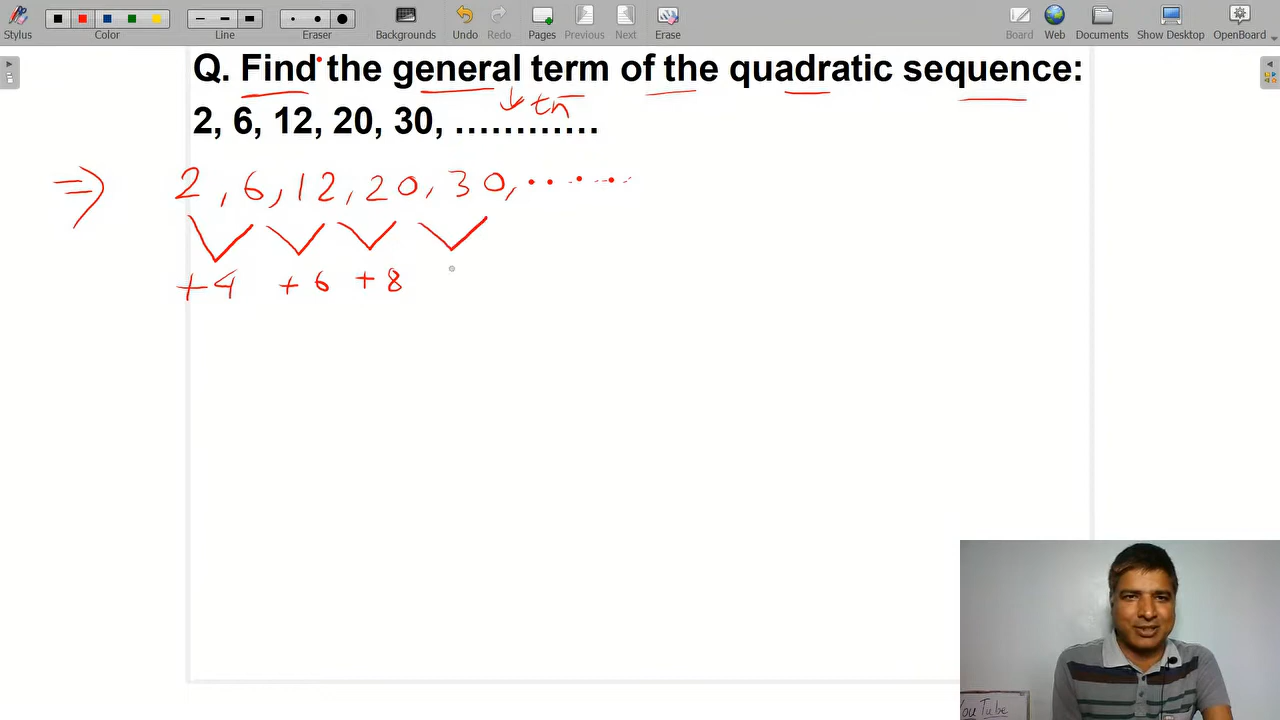 Stylus Color Line Eraser Backgrounds Undo Redo Pages Previous Next Erase Board Web Documents Show Desktop OpenBoard
Q. Find the general term of the quadratic sequence:
tn
2, 6, 12, 20, 30, …………
⇒ 2, 6, 12, 20, 30, ......
+4 +6 +8
YouTube